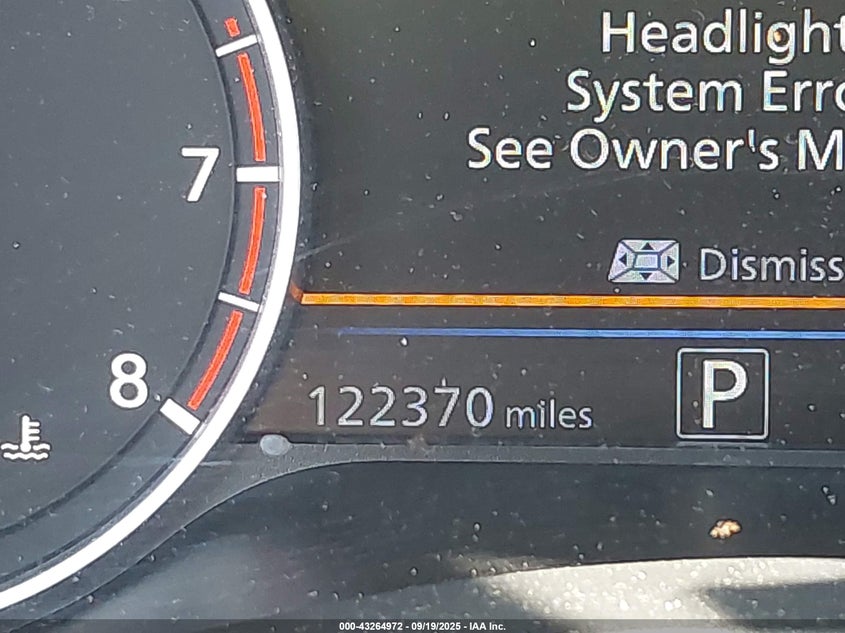 Headlight
System Erro
See Owner's M
7
Dismiss
8
122370 miles
P
000-43264972 - 09/19/2025 - IAA Inc.